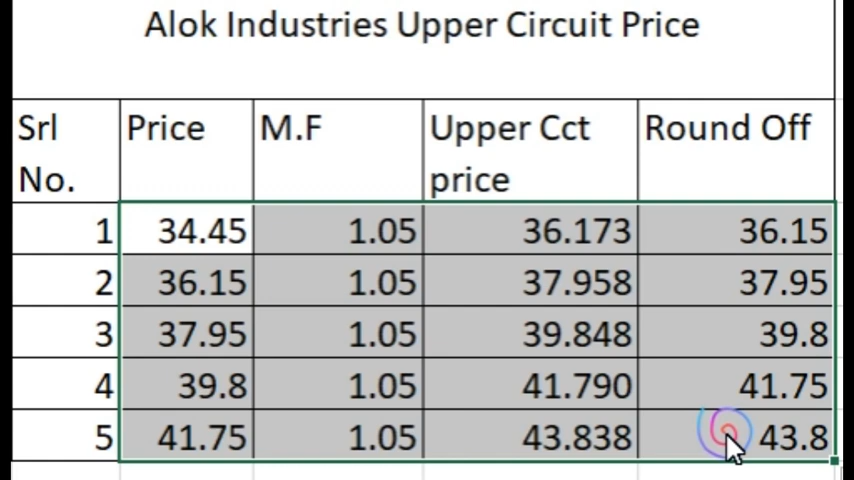 Alok Industries Upper Circuit Price
Srl No. Price M.F Upper Cct price Round Off
1 34.45 1.05 36.173 36.15
2 36.15 1.05 37.958 37.95
3 37.95 1.05 39.848 39.8
4 39.8 1.05 41.790 41.75
5 41.75 1.05 43.838 43.8